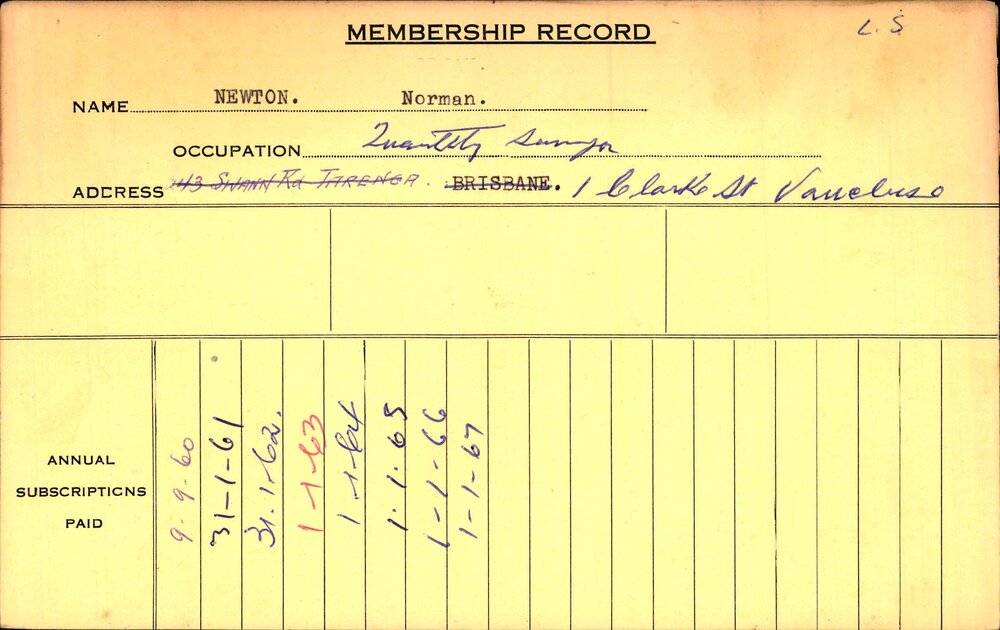 MEMBERSHIP RECORD
L. S
NAME NEWTON. Norman.
OCCUPATION Quantity Surveyor
ADDRESS 43 SWANN Rd TARENGA. BRISBANE. 1 Clarke St Vaucluse
ANNUAL
SUBSCRIPTIONS
PAID
9-9-60
31-1-61
31.1-62.
1-1-63
1-1-64
1.1.65
1-1-66
1-1-67